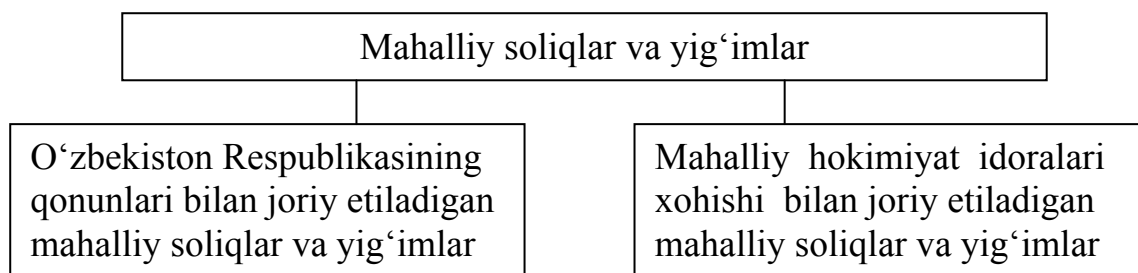 Mahalliy soliqlar va yig‘imlar
O‘zbekiston Respublikasining
qonunlari bilan joriy etiladigan
mahalliy soliqlar va yig‘imlar
Mahalliy hokimiyat idoralari
xohishi bilan joriy etiladigan
mahalliy soliqlar va yig‘imlar